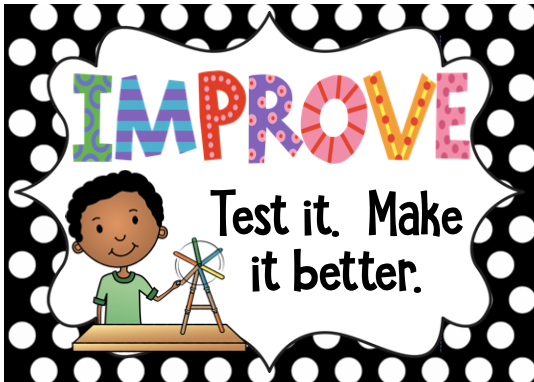 IMPROVE
Test it. Make
it better.